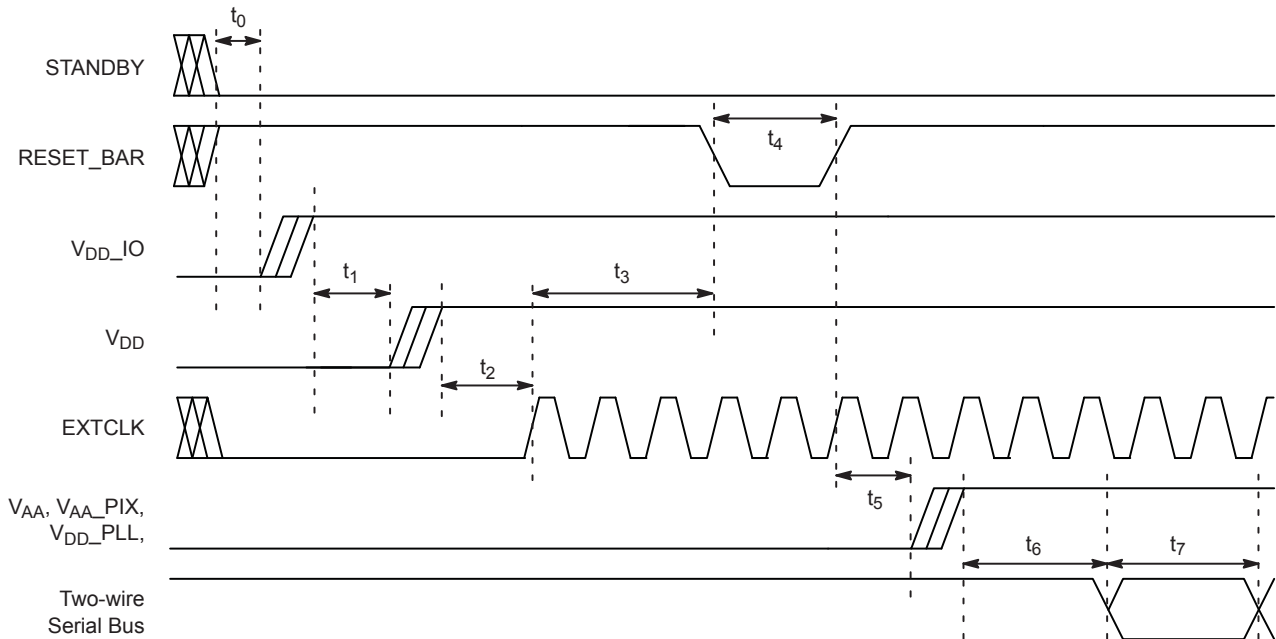 t0
STANDBY
t4
RESET_BAR
VDD_IO
t1
t3
VDD
t2
EXTCLK
t5
VAA, VAA_PIX,
VDD_PLL,
t6
t7
Two-wire
Serial Bus